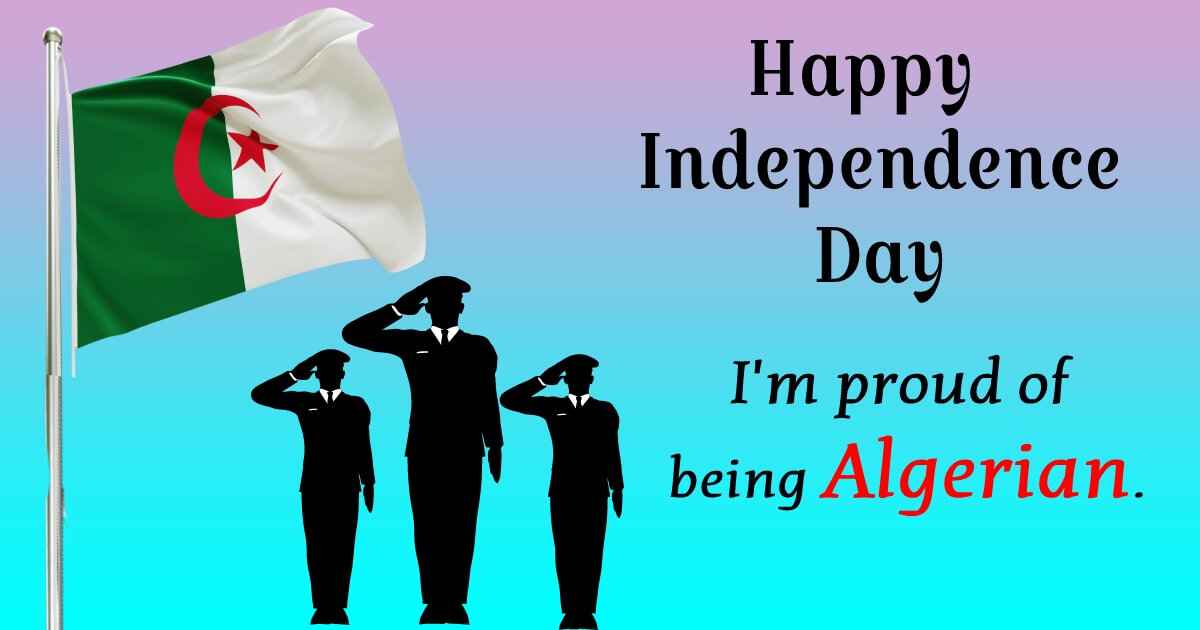 Happy
Independence
Day
I'm proud of
being Algerian.